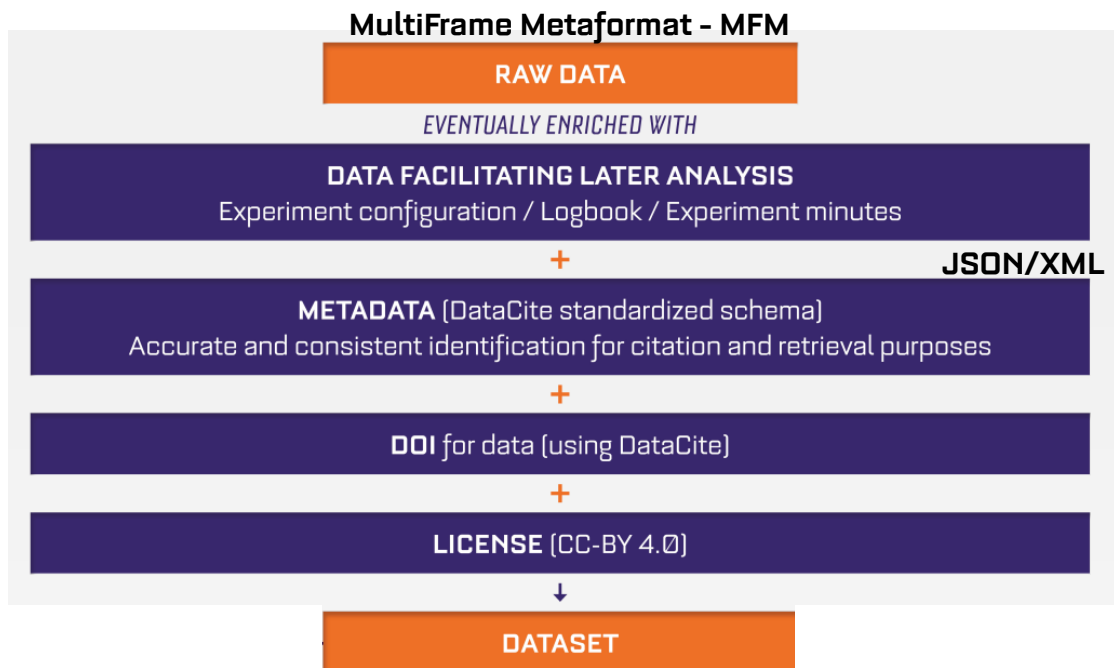 MultiFrame Metaformat - MFM
RAW DATA
EVENTUALLY ENRICHED WITH
DATA FACILITATING LATER ANALYSIS
Experiment configuration / Logbook / Experiment minutes
+
JSON/XML
METADATA (DataCite standardized schema)
Accurate and consistent identification for citation and retrieval purposes
+
DOI for data (using DataCite)
+
LICENSE (CC-BY 4.0)
↓
DATASET